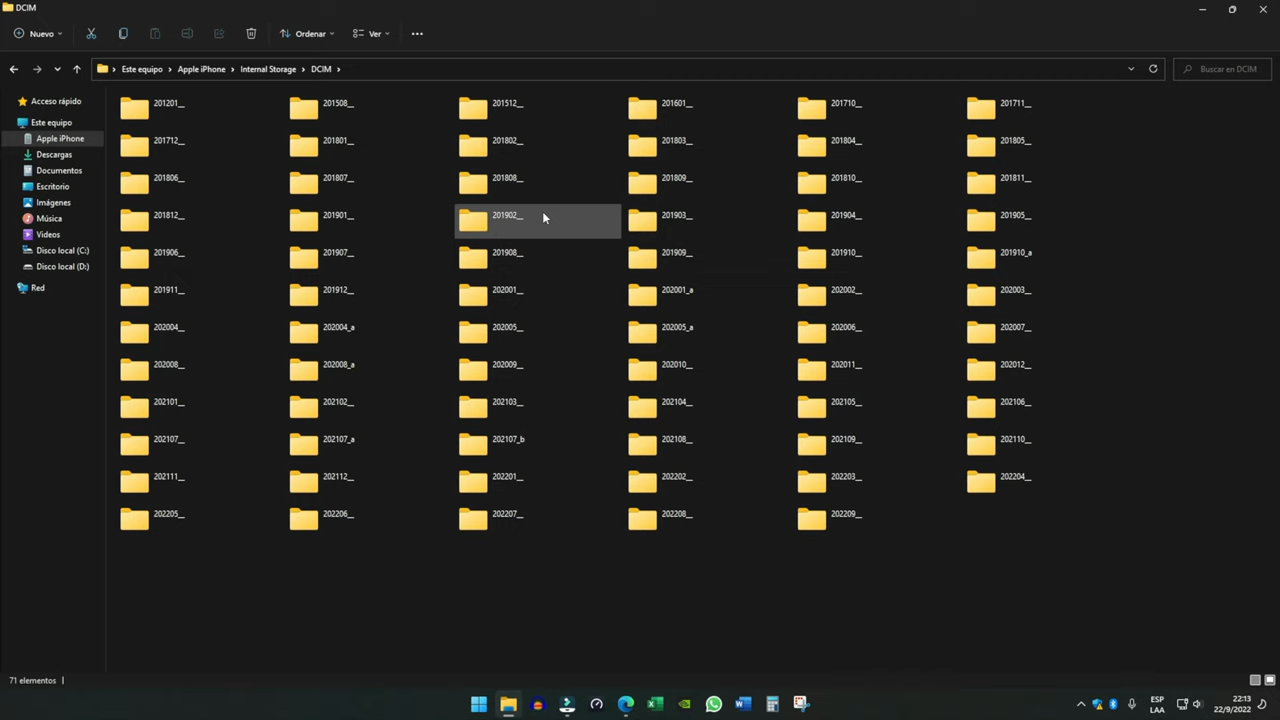 DCIM
Nuevo Ordenar Ver
Este equipo Apple iPhone Internal Storage DCIM Buscar en DCIM
Acceso rápido
Este equipo
Apple iPhone
Descargas
Documentos
Escritorio
Imágenes
Música
Videos
Disco local (C:)
Disco local (D:)
Red
201201__ 201508__ 201512__ 201601__ 201710__ 201711__
201712__ 201801__ 201802__ 201803__ 201804__ 201805__
201806__ 201807__ 201808__ 201809__ 201810__ 201811__
201812__ 201901__ 201902__ 201903__ 201904__ 201905__
201906__ 201907__ 201908__ 201909__ 201910__ 201910_a
201911__ 201912__ 202001__ 202001_a 202002__ 202003__
202004__ 202004_a 202005__ 202005_a 202006__ 202007__
202008__ 202008_a 202009__ 202010__ 202011__ 202012__
202101__ 202102__ 202103__ 202104__ 202105__ 202106__
202107__ 202107_a 202107_b 202108__ 202109__ 202110__
202111__ 202112__ 202201__ 202202__ 202203__ 202204__
202205__ 202206__ 202207__ 202208__ 202209__
71 elementos
ESP 22:13
LAA 22/9/2022